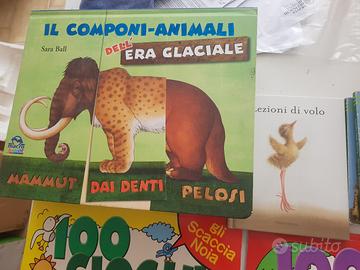 IL COMPONI-ANIMALI
DELL'ERA GLACIALE
Sara Ball
MAMMUT DAI DENTI PELOSI
Lezioni di volo
100
gli
Scaccia
Noia
100
subito